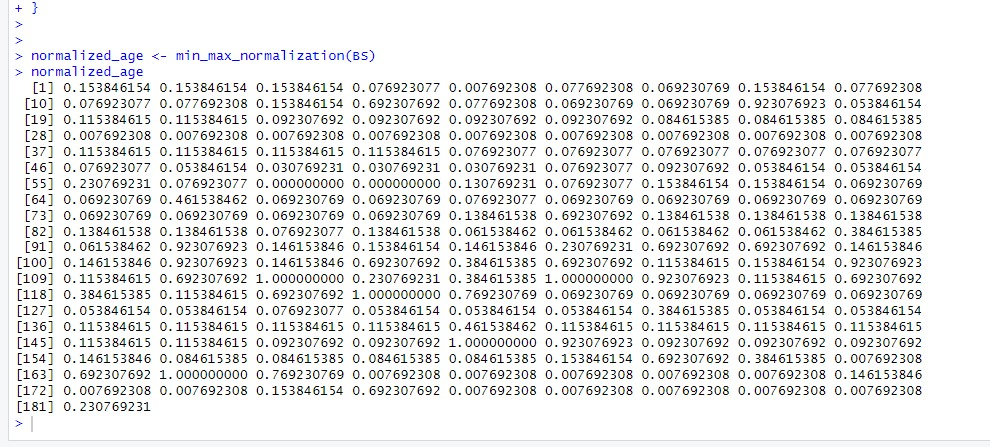 + }
>
>
> normalized_age <- min_max_normalization(BS)
> normalized_age
[1] 0.153846154 0.153846154 0.153846154 0.076923077 0.007692308 0.077692308 0.069230769 0.153846154 0.077692308
[10] 0.076923077 0.077692308 0.153846154 0.692307692 0.077692308 0.069230769 0.069230769 0.923076923 0.053846154
[19] 0.115384615 0.115384615 0.092307692 0.092307692 0.092307692 0.092307692 0.084615385 0.084615385 0.084615385
[28] 0.007692308 0.007692308 0.007692308 0.007692308 0.007692308 0.007692308 0.007692308 0.007692308 0.007692308
[37] 0.115384615 0.115384615 0.115384615 0.115384615 0.076923077 0.076923077 0.076923077 0.076923077 0.076923077
[46] 0.076923077 0.053846154 0.030769231 0.030769231 0.030769231 0.076923077 0.092307692 0.053846154 0.053846154
[55] 0.230769231 0.076923077 0.000000000 0.000000000 0.130769231 0.076923077 0.153846154 0.153846154 0.069230769
[64] 0.069230769 0.461538462 0.069230769 0.069230769 0.076923077 0.069230769 0.069230769 0.069230769 0.069230769
[73] 0.069230769 0.069230769 0.069230769 0.069230769 0.138461538 0.692307692 0.138461538 0.138461538 0.138461538
[82] 0.138461538 0.138461538 0.076923077 0.138461538 0.061538462 0.061538462 0.061538462 0.061538462 0.384615385
[91] 0.061538462 0.923076923 0.146153846 0.153846154 0.146153846 0.230769231 0.692307692 0.692307692 0.146153846
[100] 0.146153846 0.923076923 0.146153846 0.692307692 0.384615385 0.692307692 0.115384615 0.153846154 0.923076923
[109] 0.115384615 0.692307692 1.000000000 0.230769231 0.384615385 1.000000000 0.923076923 0.115384615 0.692307692
[118] 0.384615385 0.115384615 0.692307692 1.000000000 0.769230769 0.069230769 0.069230769 0.069230769 0.069230769
[127] 0.053846154 0.053846154 0.076923077 0.053846154 0.053846154 0.053846154 0.384615385 0.053846154 0.053846154
[136] 0.115384615 0.115384615 0.115384615 0.115384615 0.461538462 0.115384615 0.115384615 0.115384615 0.115384615
[145] 0.115384615 0.115384615 0.092307692 0.092307692 1.000000000 0.923076923 0.092307692 0.092307692 0.092307692
[154] 0.146153846 0.084615385 0.084615385 0.084615385 0.084615385 0.153846154 0.692307692 0.384615385 0.007692308
[163] 0.692307692 1.000000000 0.769230769 0.007692308 0.007692308 0.007692308 0.007692308 0.007692308 0.146153846
[172] 0.007692308 0.007692308 0.153846154 0.692307692 0.007692308 0.007692308 0.007692308 0.007692308 0.007692308
[181] 0.230769231
>